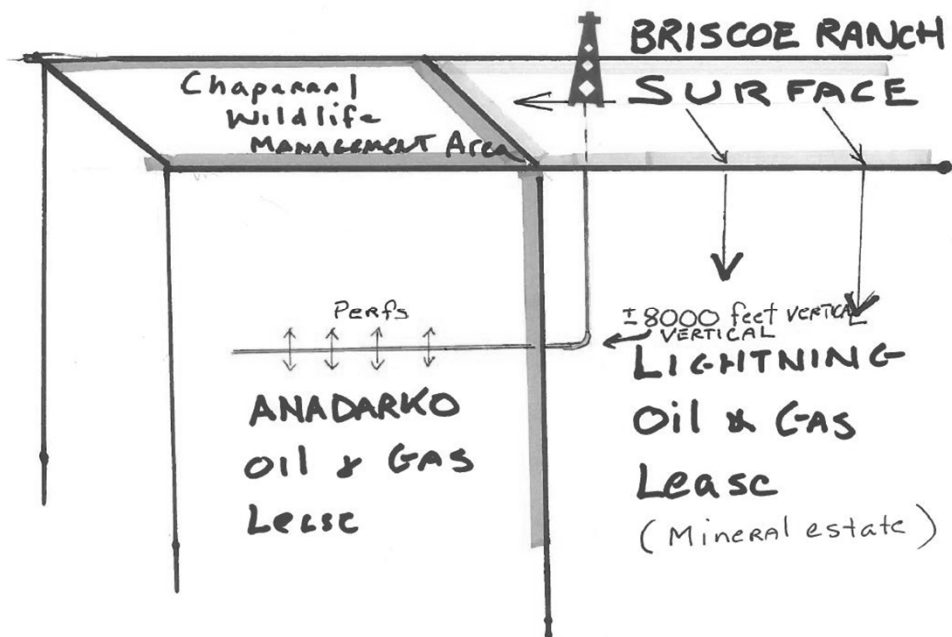 BRISCOE RANCH
SURFACE
Chaparral
Wildlife
MANAGEMENT Area
Perfs
±8000 feet VERTICAL
VERTICAL
LIGHTNING
Oil & GAS
Lease
(Mineral estate)
ANADARKO
OIL & GAS
Lease